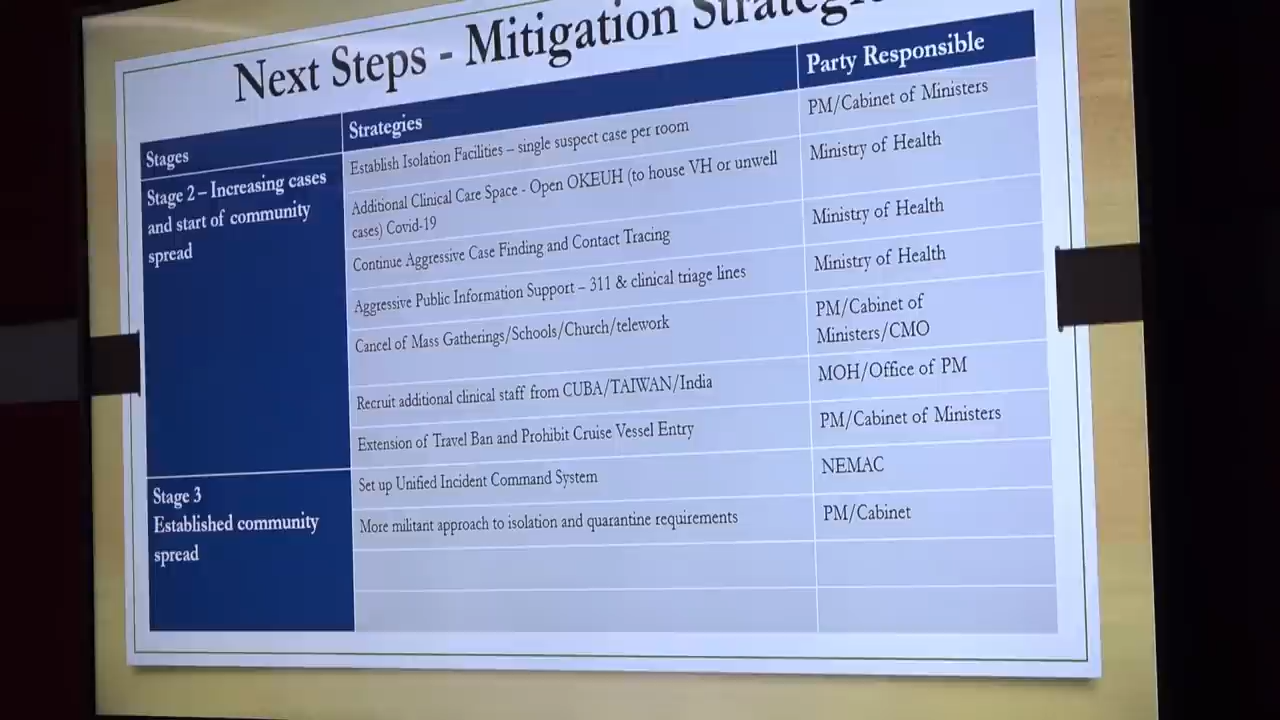 Next Steps - Mitigation Strategi
Stages
Strategies
Party Responsible
Stage 2 – Increasing cases
and start of community
spread
Establish Isolation Facilities – single suspect case per room
PM/Cabinet of Ministers
Additional Clinical Care Space - Open OKEUH (to house VH or unwell
cases) Covid-19
Ministry of Health
Continue Aggressive Case Finding and Contact Tracing
Ministry of Health
Aggressive Public Information Support – 311 & clinical triage lines
Ministry of Health
Cancel of Mass Gatherings/Schools/Church/telework
PM/Cabinet of
Ministers/CMO
Recruit additional clinical staff from CUBA/TAIWAN/India
MOH/Office of PM
Extension of Travel Ban and Prohibit Cruise Vessel Entry
PM/Cabinet of Ministers
Stage 3
Established community
spread
Set up Unified Incident Command System
NEMAC
More militant approach to isolation and quarantine requirements
PM/Cabinet